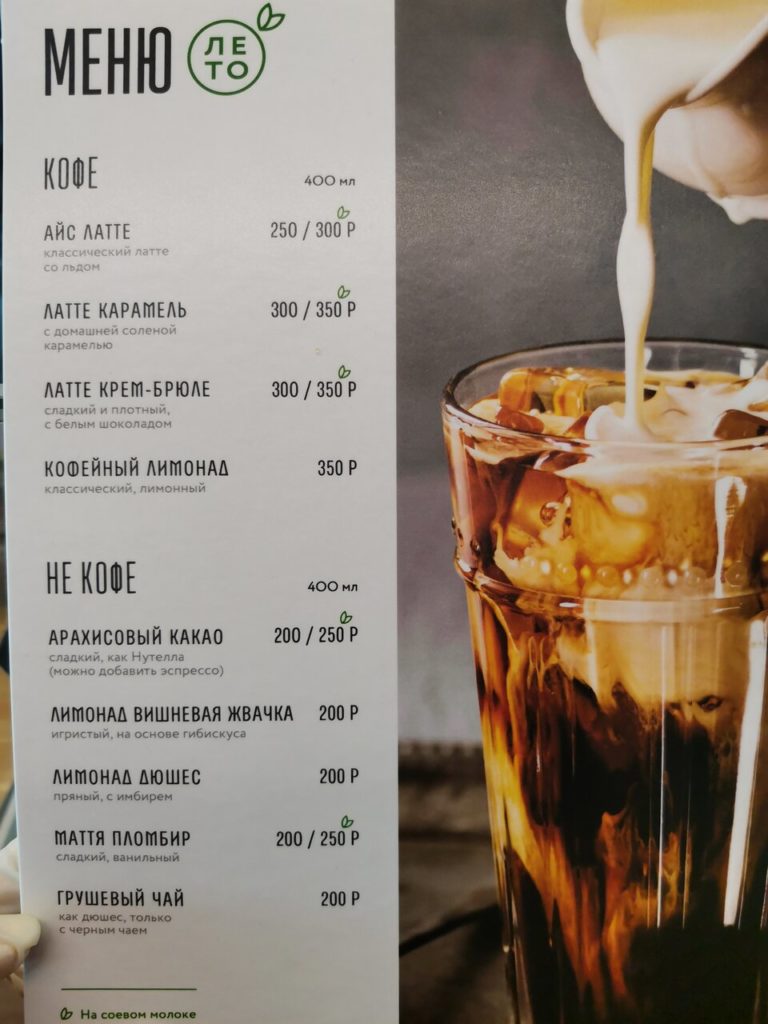 МЕНЮ
ЛЕ
ТО
КОФЕ 400 мл
АЙС ЛАТТЕ 250 / 300 Р
классический латте
со льдом
ЛАТТЕ КАРАМЕЛЬ 300 / 350 Р
с домашней соленой
карамелью
ЛАТТЕ КРЕМ-БРЮЛЕ 300 / 350 Р
сладкий и плотный,
с белым шоколадом
КОФЕЙНЫЙ ЛИМОНАД 350 Р
классический, лимонный
НЕ КОФЕ 400 мл
АРАХИСОВЫЙ КАКАО 200 / 250 Р
сладкий, как Нутелла
(можно добавить эспрессо)
ЛИМОНАД ВИШНЕВАЯ ЖВАЧКА 200 Р
игристый, на основе гибискуса
ЛИМОНАД ДЮШЕС 200 Р
пряный, с имбирем
МАТТЯ ПЛОМБИР 200 / 250 Р
сладкий, ванильный
ГРУШЕВЫЙ ЧАЙ 200 Р
как дюшес, только
с черным чаем
На соевом молоке